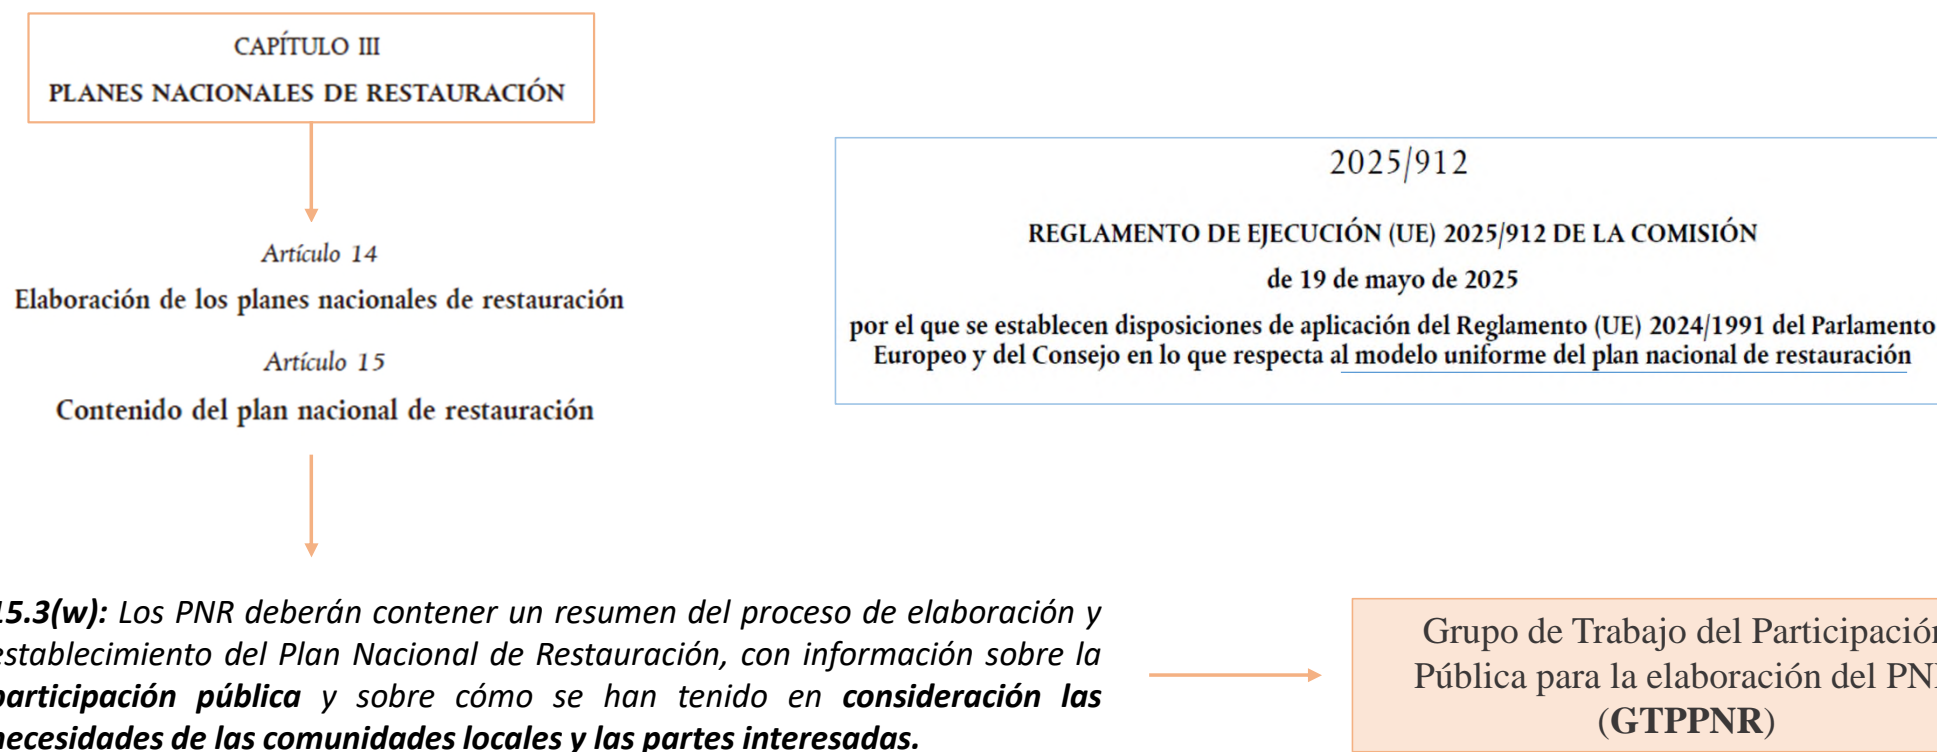 CAPÍTULO III
PLANES NACIONALES DE RESTAURACIÓN
Artículo 14
Elaboración de los planes nacionales de restauración
Artículo 15
Contenido del plan nacional de restauración
2025/912
REGLAMENTO DE EJECUCIÓN (UE) 2025/912 DE LA COMISIÓN
de 19 de mayo de 2025
por el que se establecen disposiciones de aplicación del Reglamento (UE) 2024/1991 del Parlamento
Europeo y del Consejo en lo que respecta al modelo uniforme del plan nacional de restauración
15.3(w): Los PNR deberán contener un resumen del proceso de elaboración y
establecimiento del Plan Nacional de Restauración, con información sobre la
participación pública y sobre cómo se han tenido en consideración las
necesidades de las comunidades locales y las partes interesadas.
Grupo de Trabajo del Participación
Pública para la elaboración del PNR
(GTPPNR)